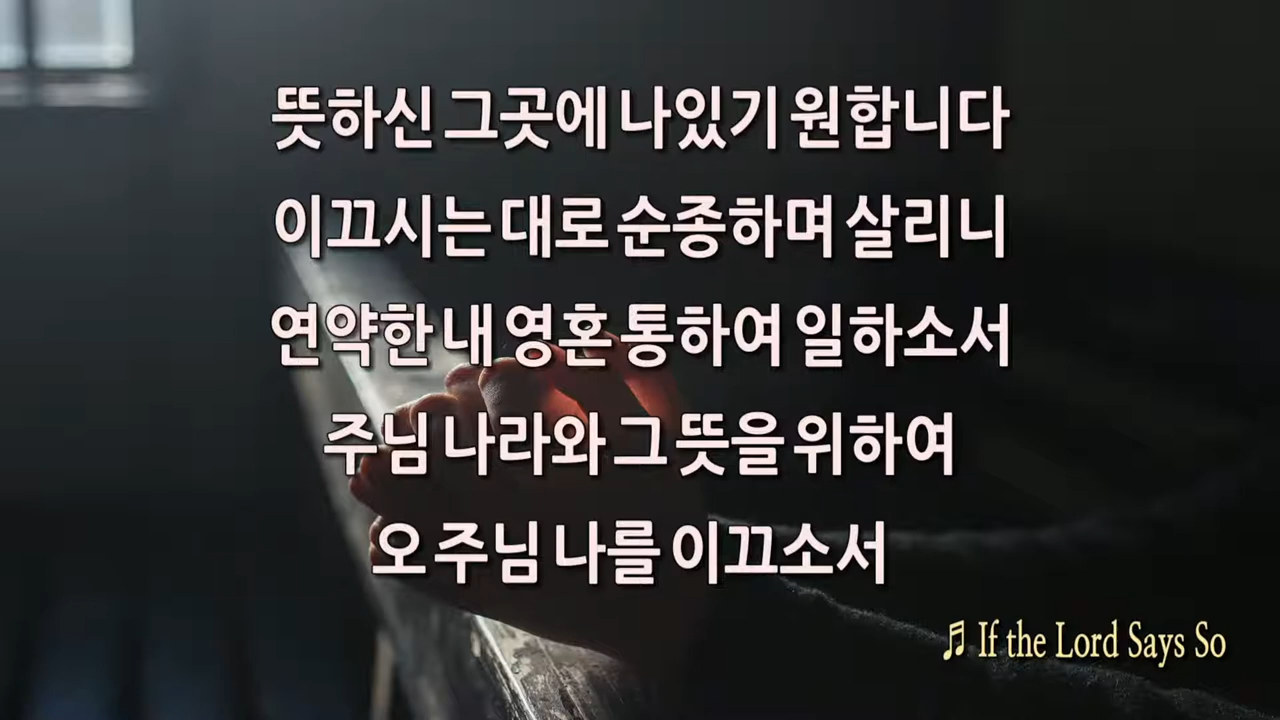 뜻하신 그곳에 나있기 원합니다
이끄시는 대로 순종하며 살리니
연약한 내 영혼 통하여 일하소서
주님 나라와 그 뜻을 위하여
오 주님 나를 이끄소서
♬ If the Lord Says So